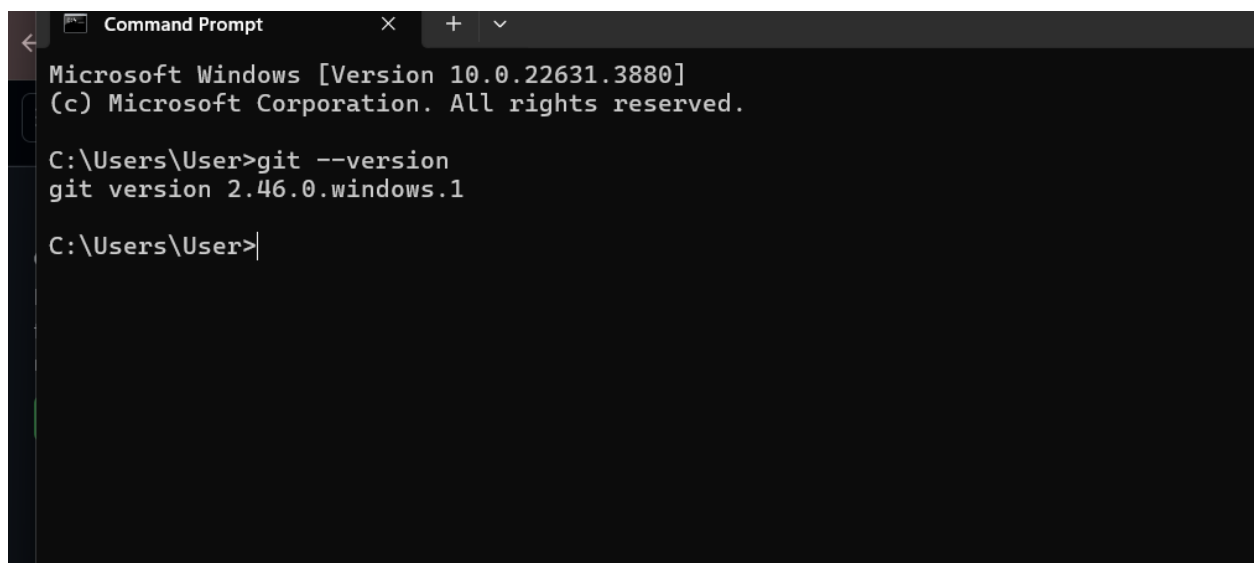 Command Prompt
Microsoft Windows [Version 10.0.22631.3880]
(c) Microsoft Corporation. All rights reserved.
C:\Users\User>git --version
git version 2.46.0.windows.1
C:\Users\User>